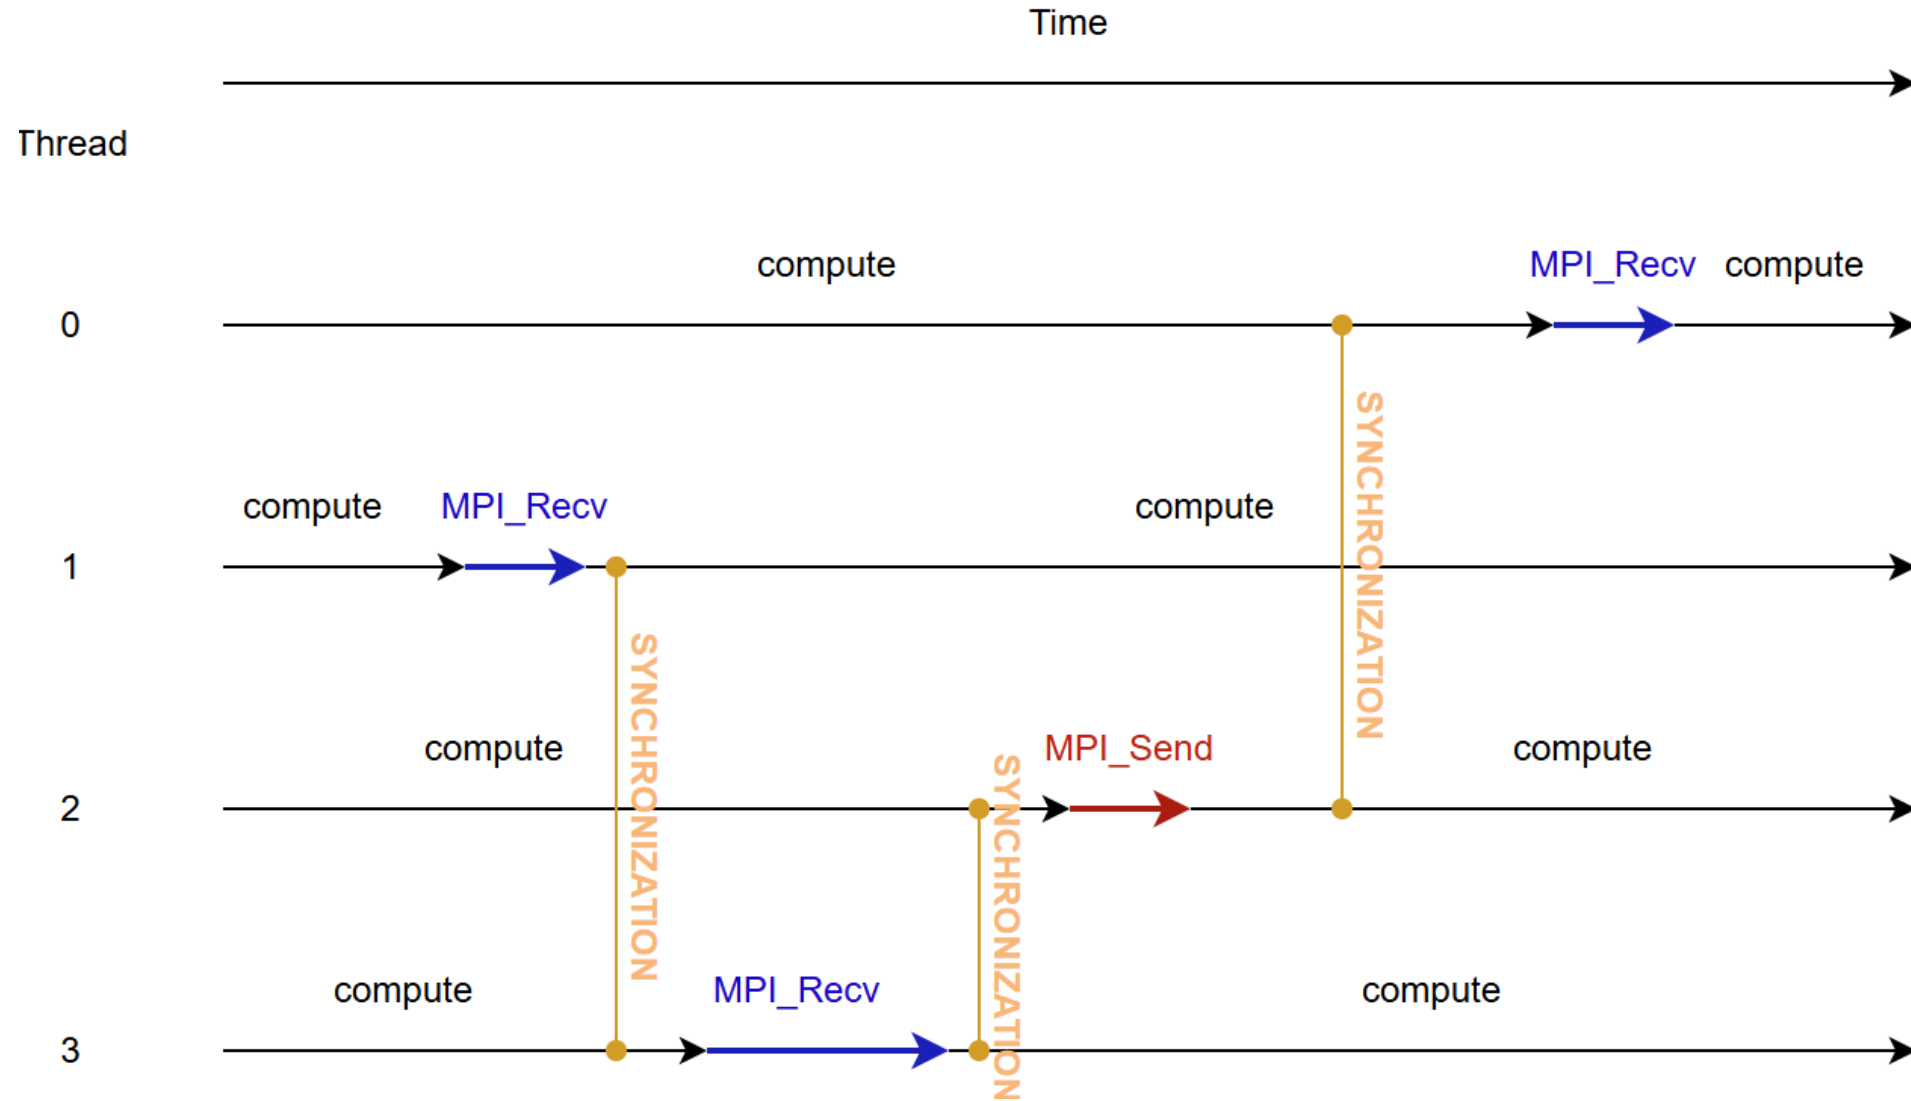 Time
Thread
compute
MPI_Recv
compute
0
SYNCHRONIZATION
compute
MPI_Recv
compute
1
SYNCHRONIZATION
compute
MPI_Send
compute
2
SYNCHRONIZATION
compute
MPI_Recv
compute
3